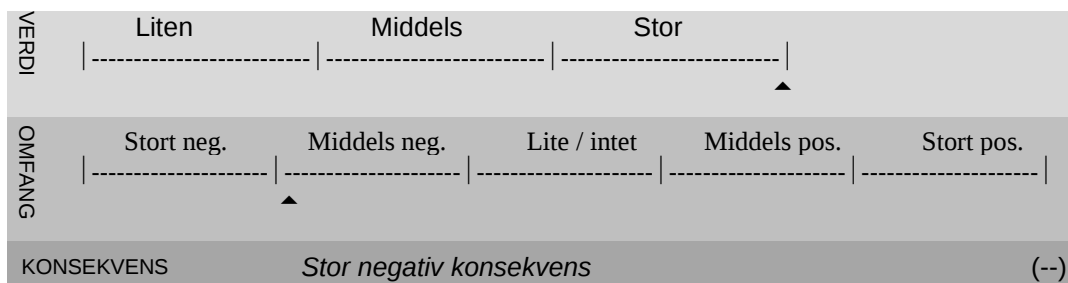 VERDI
Liten Middels Stor
|--------------------------|--------------------------|--------------------------|
OMFANG
Stort neg. Middels neg. Lite / intet Middels pos. Stort pos.
|---------------------|---------------------|---------------------|---------------------|---------------------|
KONSEKVENS Stor negativ konsekvens (--)